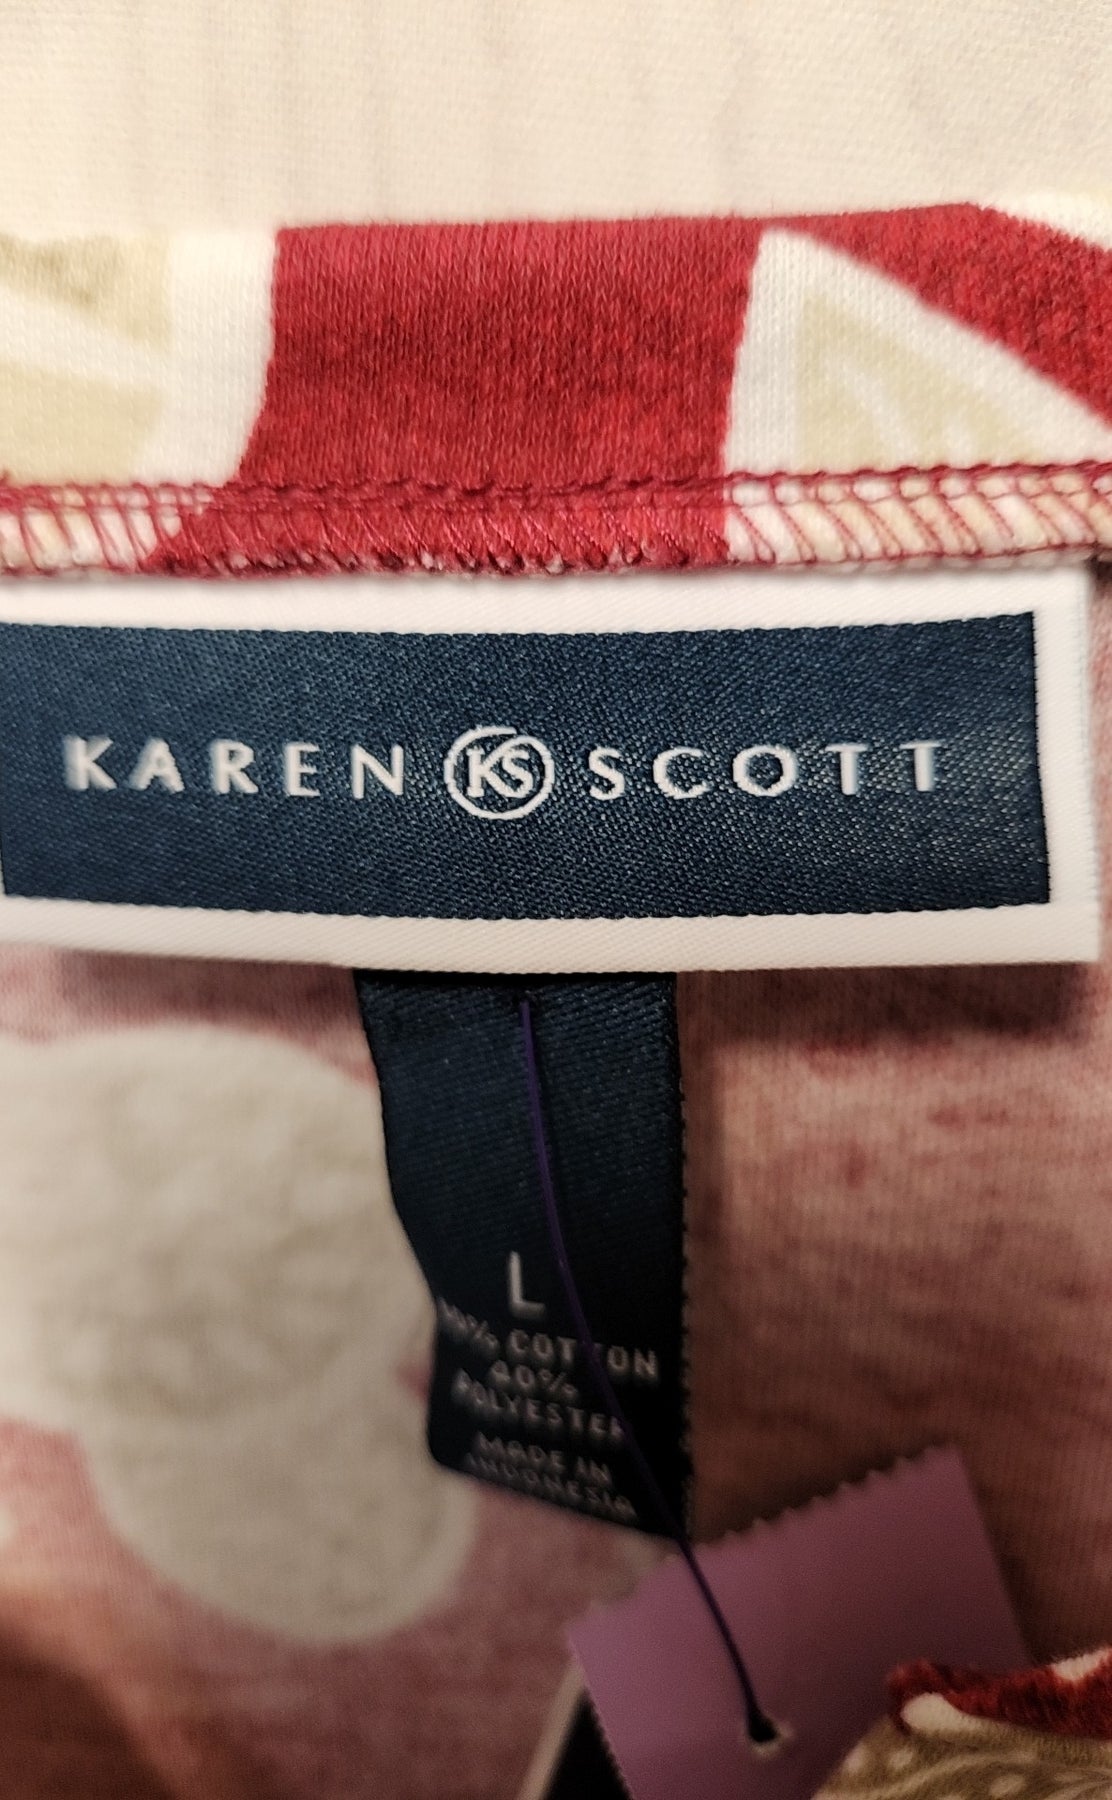 KAREN KS SCOTT
L
COTTON
40%
POLYESTER
MADE IN
INDONESIA